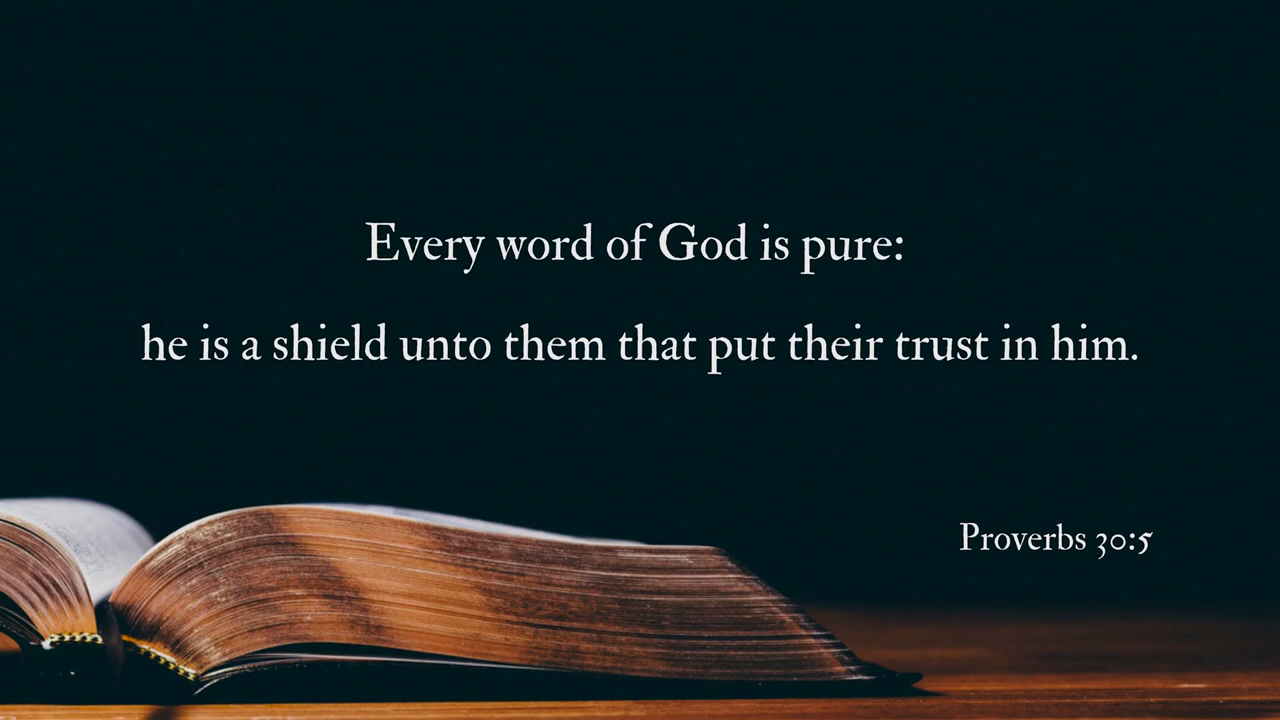 Every word of God is pure:
he is a shield unto them that put their trust in him.
Proverbs 30:5